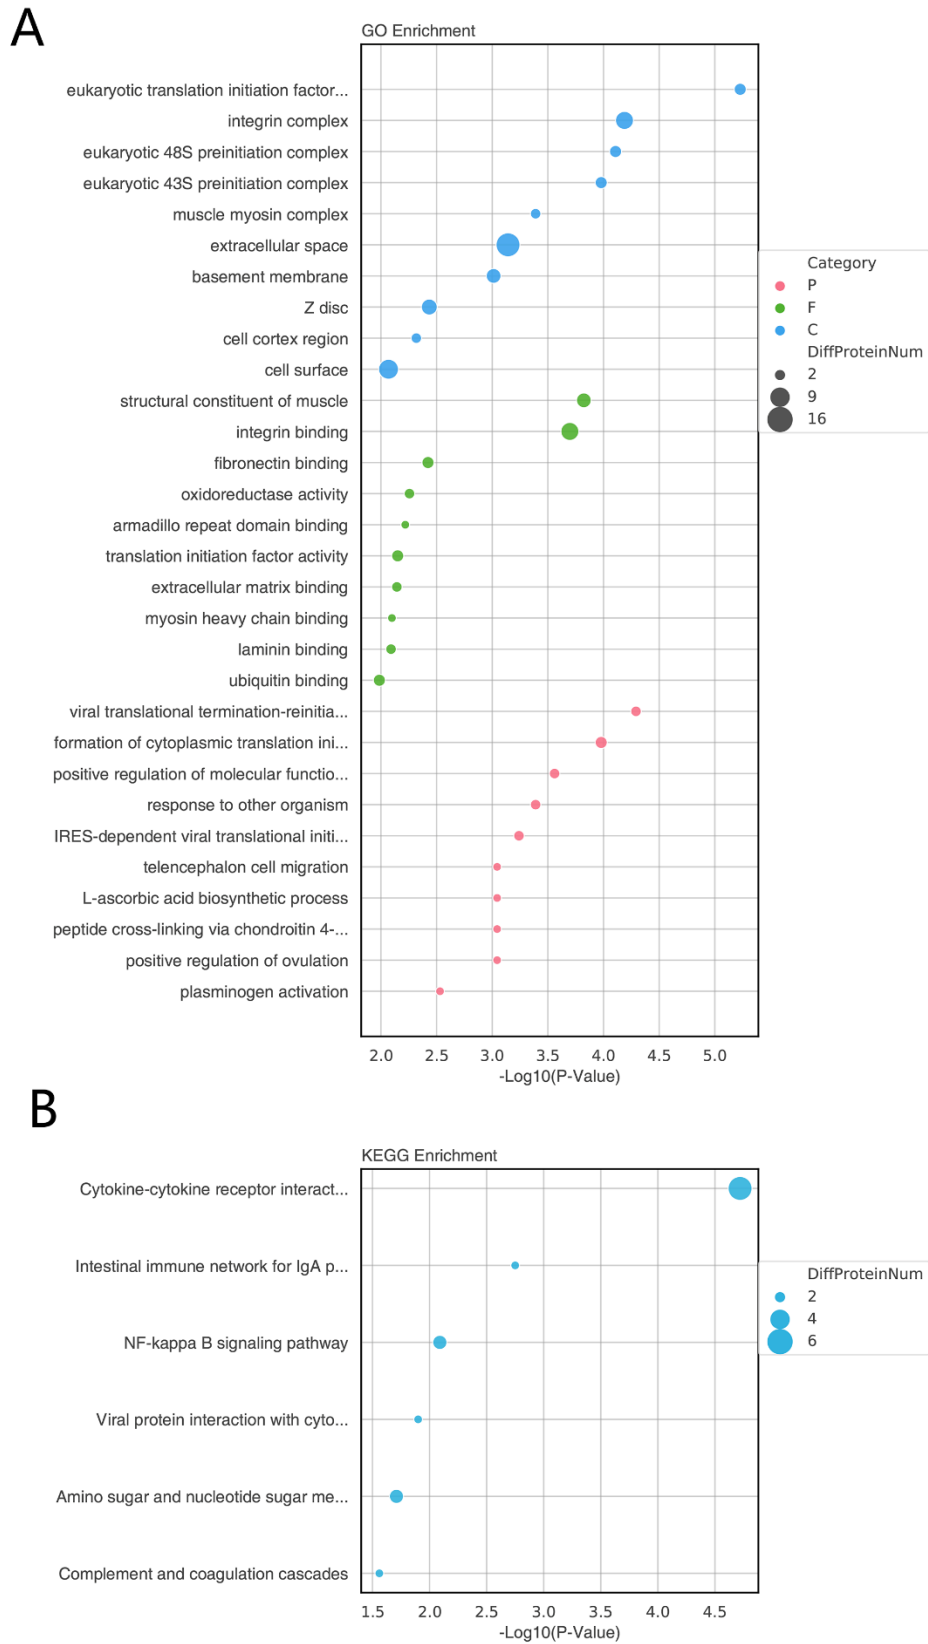 A
GO Enrichment
eukaryotic translation initiation factor...
integrin complex
eukaryotic 48S preinitiation complex
eukaryotic 43S preinitiation complex
muscle myosin complex
extracellular space
basement membrane
Z disc
cell cortex region
cell surface
structural constituent of muscle
integrin binding
fibronectin binding
oxidoreductase activity
armadillo repeat domain binding
translation initiation factor activity
extracellular matrix binding
myosin heavy chain binding
laminin binding
ubiquitin binding
viral translational termination-reinitia...
formation of cytoplasmic translation ini...
positive regulation of molecular functio...
response to other organism
IRES-dependent viral translational initi...
telencephalon cell migration
L-ascorbic acid biosynthetic process
peptide cross-linking via chondroitin 4-...
positive regulation of ovulation
plasminogen activation
2.0 2.5 3.0 3.5 4.0 4.5 5.0
-Log10(P-Value)
Category
P
F
C
DiffProteinNum
2
9
16
B
KEGG Enrichment
Cytokine-cytokine receptor interact...
Intestinal immune network for IgA p...
NF-kappa B signaling pathway
Viral protein interaction with cyto...
Amino sugar and nucleotide sugar me...
Complement and coagulation cascades
1.5 2.0 2.5 3.0 3.5 4.0 4.5
-Log10(P-Value)
DiffProteinNum
2
4
6